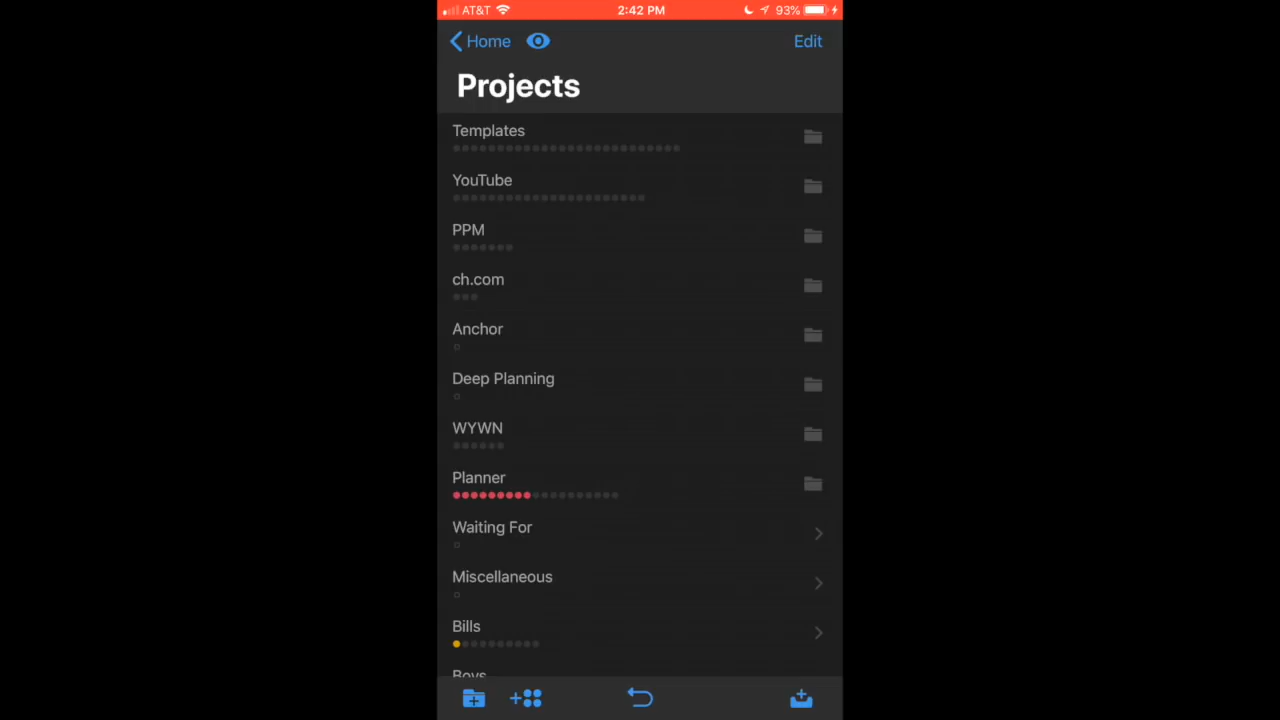 AT&T 2:42 PM 93%
Home Edit
Projects
Templates
YouTube
PPM
ch.com
Anchor
Deep Planning
WYWN
Planner
Waiting For
Miscellaneous
Bills
Boys